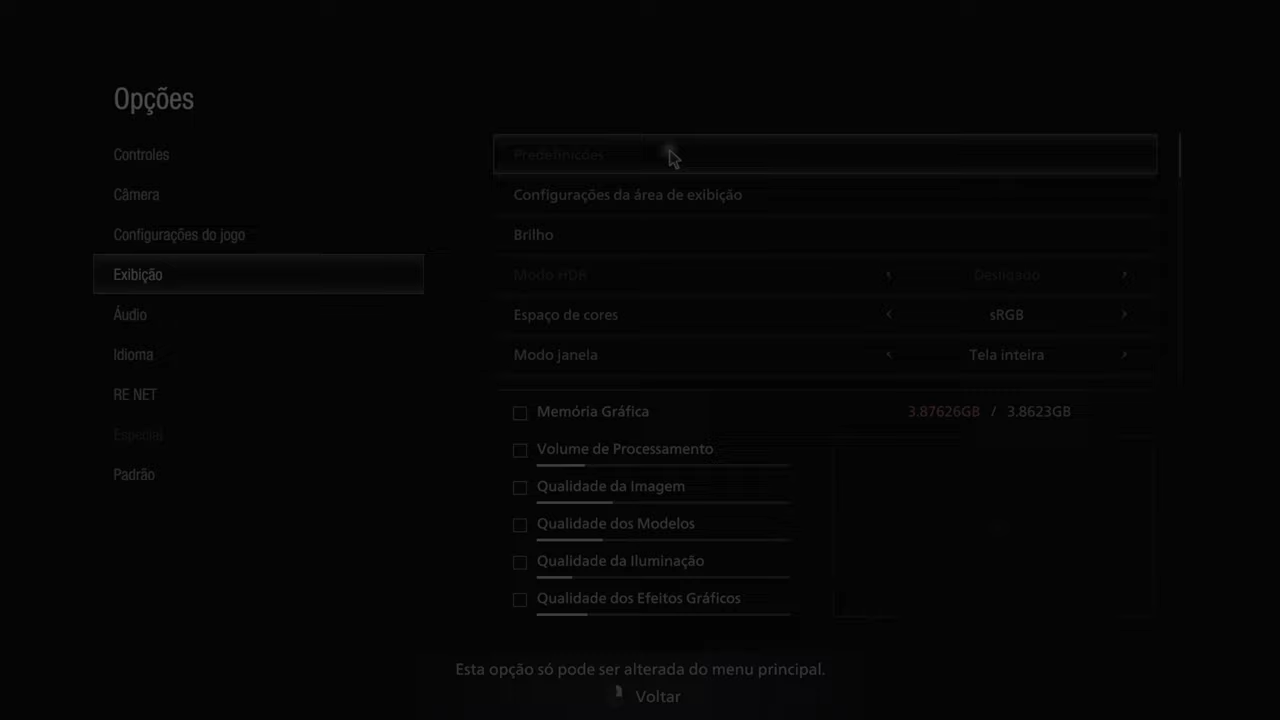 Opções
Controles
Câmera
Configurações do jogo
Exibição
Áudio
Idioma
RE NET
Especial
Padrão
Predefinições
Configurações da área de exibição
Brilho
Modo HDR Desligado
Espaço de cores sRGB
Modo janela Tela inteira
Memória Gráfica 3.87626GB / 3.8623GB
Volume de Processamento
Qualidade da Imagem
Qualidade dos Modelos
Qualidade da Iluminação
Qualidade dos Efeitos Gráficos
Esta opção só pode ser alterada do menu principal.
Voltar